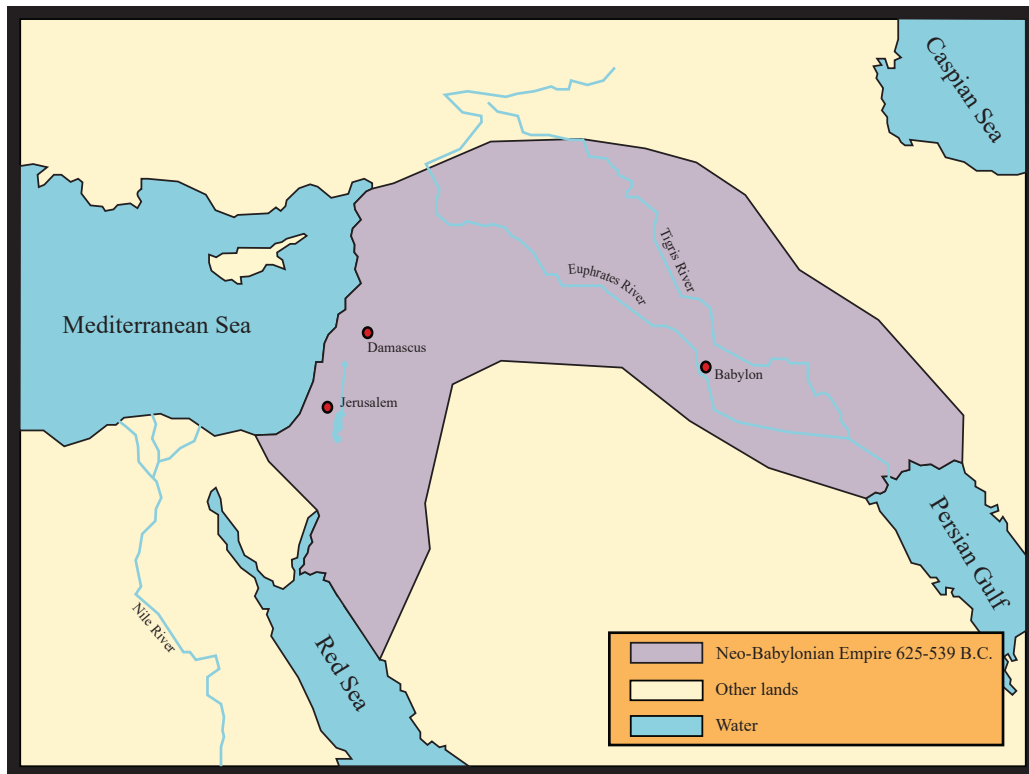 Caspian Sea
Tigris River
Euphrates River
Mediterranean Sea
Damascus
Babylon
Jerusalem
Persian Gulf
Nile River
Red Sea
Neo-Babylonian Empire 625-539 B.C.
Other lands
Water